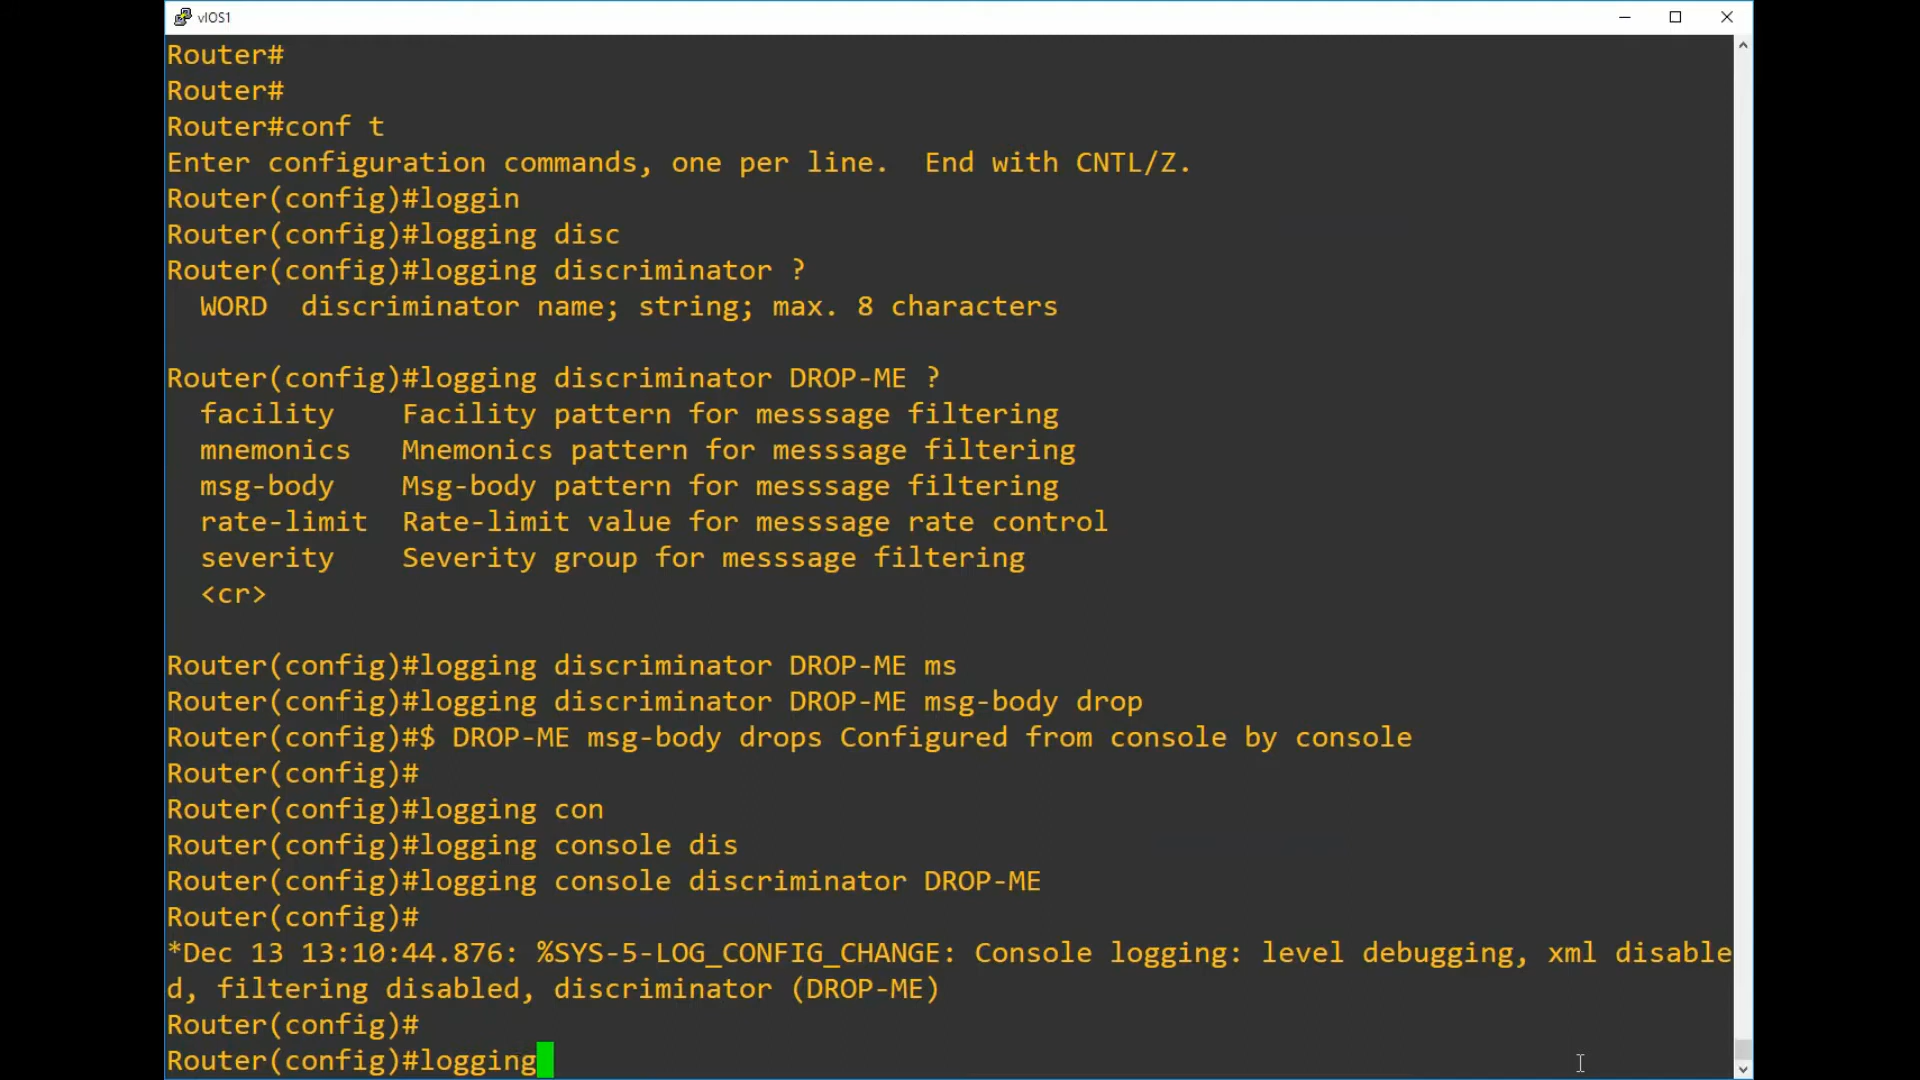 vIOS1
Router#
Router#
Router#conf t
Enter configuration commands, one per line.  End with CNTL/Z.
Router(config)#loggin
Router(config)#logging disc
Router(config)#logging discriminator ?
  WORD  discriminator name; string; max. 8 characters
Router(config)#logging discriminator DROP-ME ?
  facility    Facility pattern for messsage filtering
  mnemonics   Mnemonics pattern for messsage filtering
  msg-body    Msg-body pattern for messsage filtering
  rate-limit  Rate-limit value for messsage rate control
  severity    Severity group for messsage filtering
  <cr>
Router(config)#logging discriminator DROP-ME ms
Router(config)#logging discriminator DROP-ME msg-body drop
Router(config)#$ DROP-ME msg-body drops Configured from console by console
Router(config)#
Router(config)#logging con
Router(config)#logging console dis
Router(config)#logging console discriminator DROP-ME
Router(config)#
*Dec 13 13:10:44.876: %SYS-5-LOG_CONFIG_CHANGE: Console logging: level debugging, xml disable
d, filtering disabled, discriminator (DROP-ME)
Router(config)#
Router(config)#logging